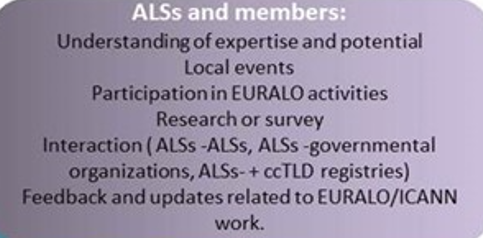 ALSs and members:
Understanding of expertise and potential
Local events
Participation in EURALO activities
Research or survey
Interaction ( ALSs -ALSs, ALSs -governmental
organizations, ALSs- + ccTLD registries)
Feedback and updates related to EURALO/ICANN
work.